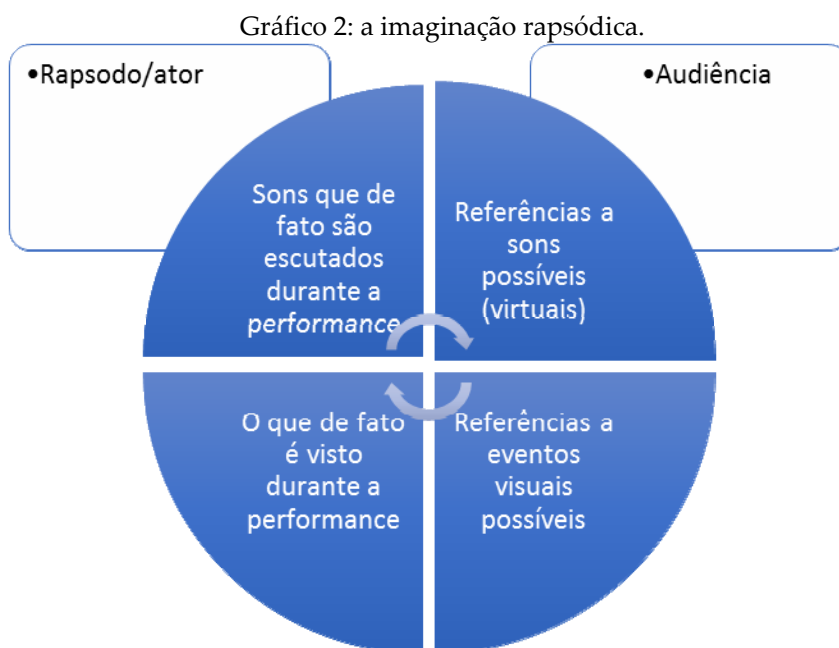 Gráfico 2: a imaginação rapsódica.
•Rapsodo/ator
•Audiência
Sons que de
fato são
escutados
durante a
performance
Referências a
sons
possíveis
(virtuais)
O que de fato
é visto
durante a
performance
Referências a
eventos
visuais
possíveis